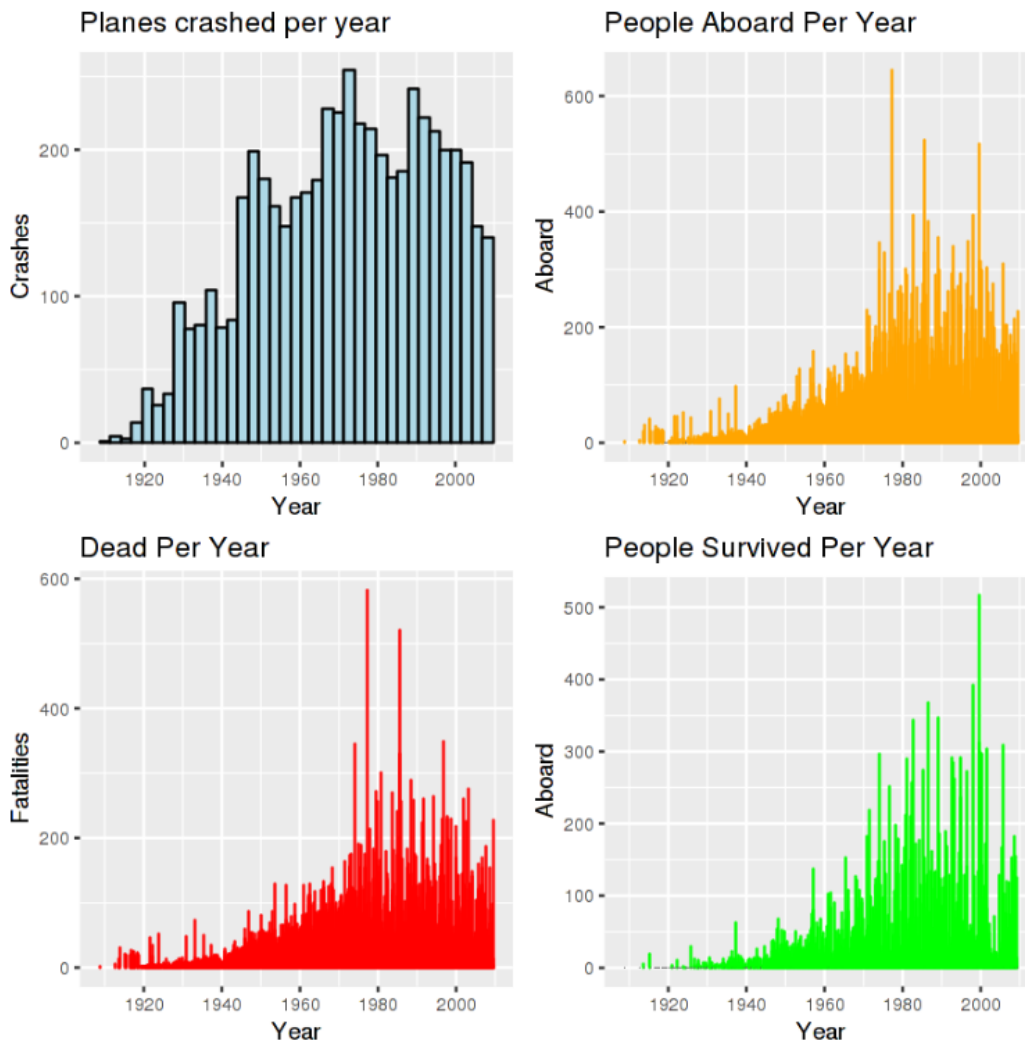 Planes crashed per year
200
100
0
Crashes
1920 1940 1960 1980 2000
Year
People Aboard Per Year
600
400
200
0
Aboard
1920 1940 1960 1980 2000
Year
Dead Per Year
600
400
200
0
Fatalities
1920 1940 1960 1980 2000
Year
People Survived Per Year
500
400
300
200
100
0
Aboard
1920 1940 1960 1980 2000
Year